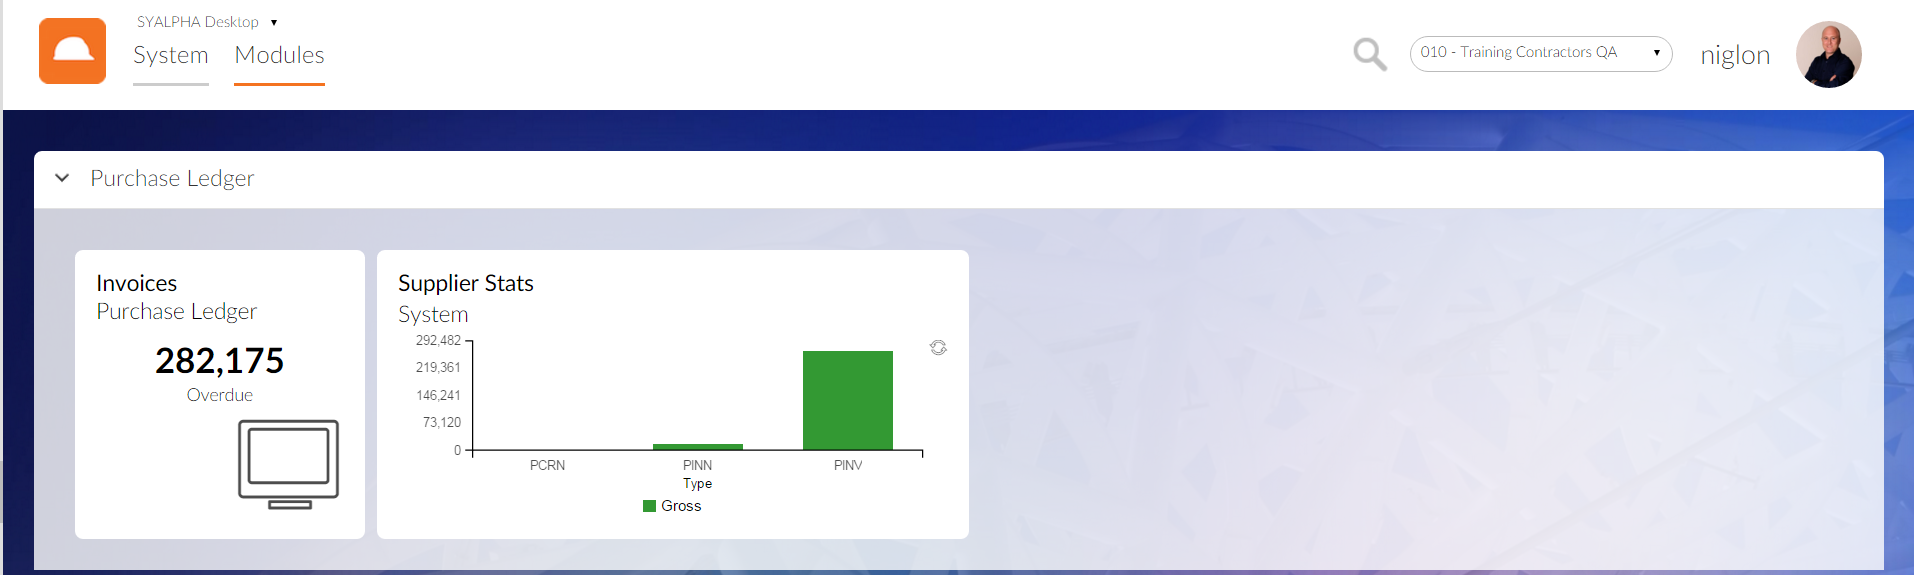 SYALPHA Desktop
System Modules
010 - Training Contractors QA
niglon
Purchase Ledger
Invoices
Purchase Ledger
282,175
Overdue
Supplier Stats
System
292,482
219,361
146,241
73,120
0
PCRN PINN PINV
Type
Gross